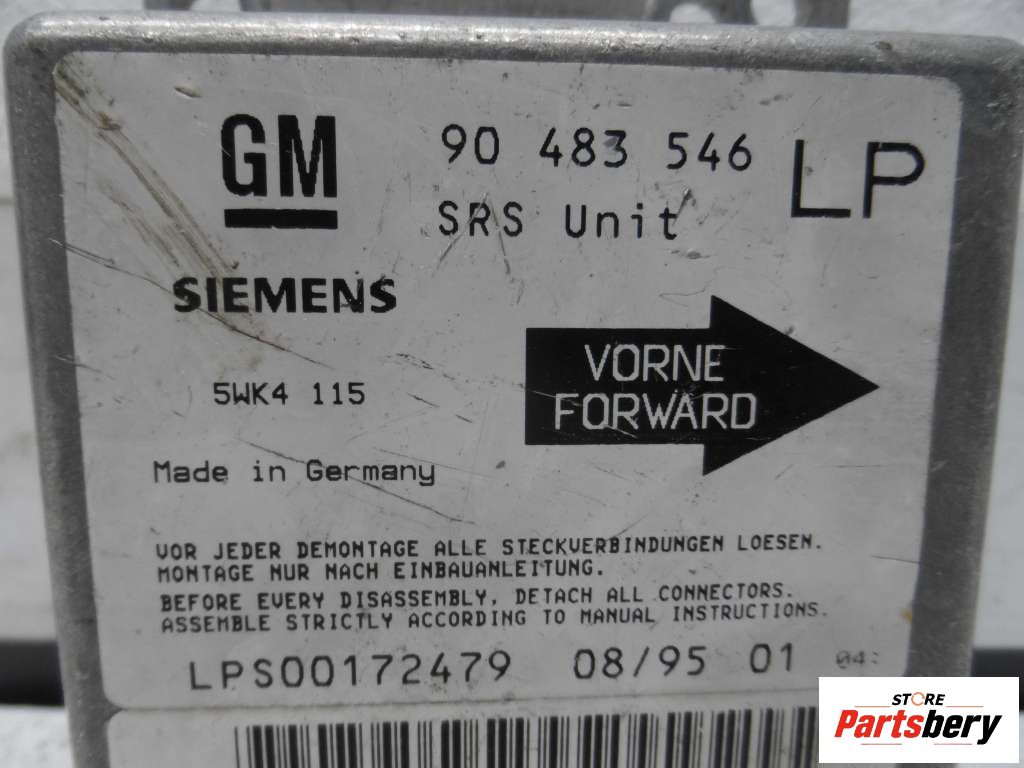 GM
90 483 546
LP
SRS Unit
SIEMENS
VORNE
FORWARD
5WK4 115
Made in Germany
VOR JEDER DEMONTAGE ALLE STECKVERBINDUNGEN LOESEN.
MONTAGE NUR NACH EINBAUANLEITUNG.
BEFORE EVERY DISASSEMBLY, DETACH ALL CONNECTORS.
ASSEMBLE STRICTLY ACCORDING TO MANUAL INSTRUCTIONS.
LPS00172479 08/95 01
STORE
Partsbery